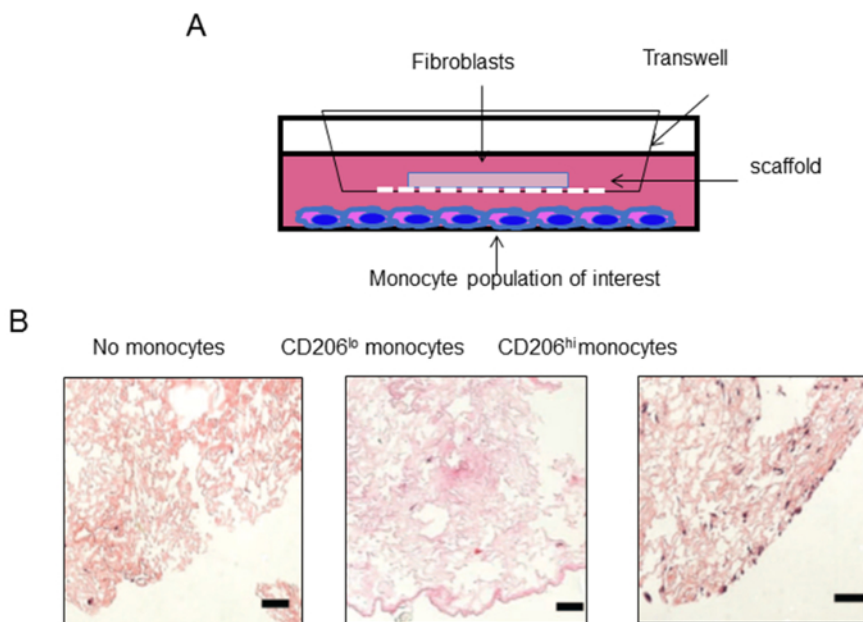 A
Fibroblasts
Transwell
scaffold
Monocyte population of interest
B
No monocytes
CD206lo monocytes
CD206hi monocytes